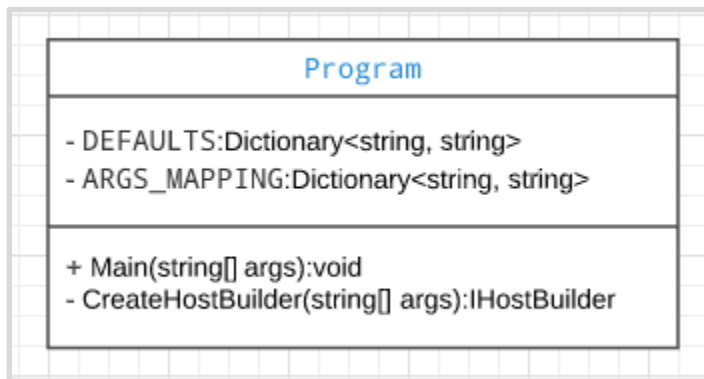 Program
- DEFAULTS:Dictionary<string, string>
- ARGS_MAPPING:Dictionary<string, string>
+ Main(string[] args):void
- CreateHostBuilder(string[] args):IHostBuilder